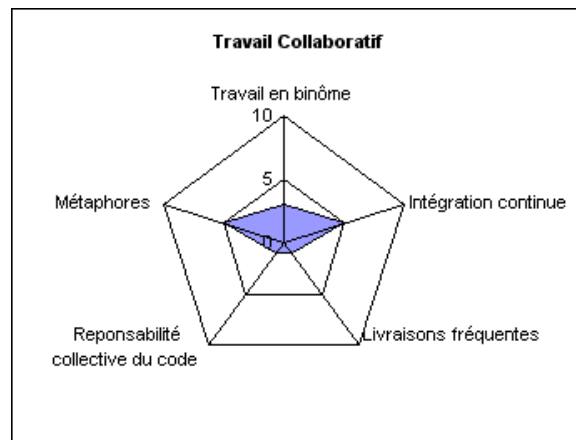 Travail Collaboratif
Travail en binôme
10
5
0
Métaphores
Intégration continue
Reponsabilité
collective du code
Livraisons fréquentes